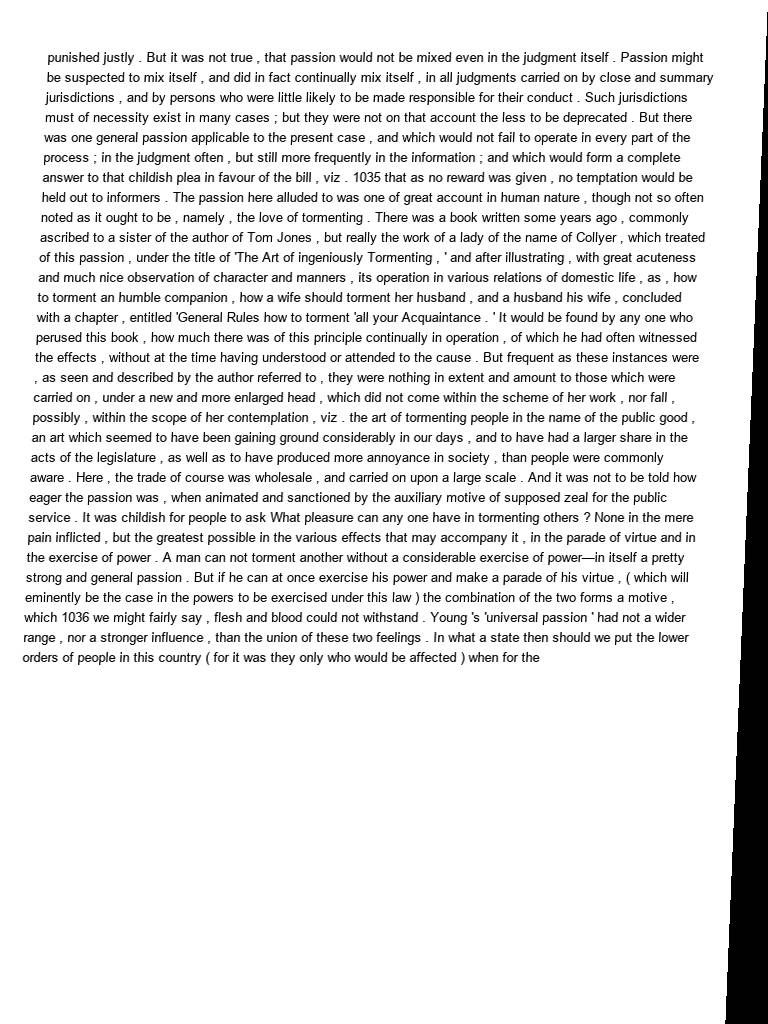 punished justly . But it was not true , that passion would not be mixed even in the judgment itself . Passion might
be suspected to mix itself , and did in fact continually mix itself , in all judgments carried on by close and summary
jurisdictions , and by persons who were little likely to be made responsible for their conduct . Such jurisdictions
must of necessity exist in many cases ; but they were not on that account the less to be deprecated . But there
was one general passion applicable to the present case , and which would not fail to operate in every part of the
process ; in the judgment often , but still more frequently in the information ; and which would form a complete
answer to that childish plea in favour of the bill , viz . 1035 that as no reward was given , no temptation would be
held out to informers . The passion here alluded to was one of great account in human nature , though not so often
noted as it ought to be , namely , the love of tormenting . There was a book written some years ago , commonly
ascribed to a sister of the author of Tom Jones , but really the work of a lady of the name of Collyer , which treated
of this passion , under the title of 'The Art of ingeniously Tormenting , ' and after illustrating , with great acuteness
and much nice observation of character and manners , its operation in various relations of domestic life , as , how
to torment an humble companion , how a wife should torment her husband , and a husband his wife , concluded
with a chapter , entitled 'General Rules how to torment 'all your Acquaintance . ' It would be found by any one who
perused this book , how much there was of this principle continually in operation , of which he had often witnessed
the effects , without at the time having understood or attended to the cause . But frequent as these instances were
, as seen and described by the author referred to , they were nothing in extent and amount to those which were
carried on , under a new and more enlarged head , which did not come within the scheme of her work , nor fall ,
possibly , within the scope of her contemplation , viz . the art of tormenting people in the name of the public good ,
an art which seemed to have been gaining ground considerably in our days , and to have had a larger share in the
acts of the legislature , as well as to have produced more annoyance in society , than people were commonly
aware . Here , the trade of course was wholesale , and carried on upon a large scale . And it was not to be told how
eager the passion was , when animated and sanctioned by the auxiliary motive of supposed zeal for the public
service . It was childish for people to ask What pleasure can any one have in tormenting others ? None in the mere
pain inflicted , but the greatest possible in the various effects that may accompany it , in the parade of virtue and in
the exercise of power . A man can not torment another without a considerable exercise of power—in itself a pretty
strong and general passion . But if he can at once exercise his power and make a parade of his virtue , ( which will
eminently be the case in the powers to be exercised under this law ) the combination of the two forms a motive ,
which 1036 we might fairly say , flesh and blood could not withstand . Young 's 'universal passion ' had not a wider
range , nor a stronger influence , than the union of these two feelings . In what a state then should we put the lower
orders of people in this country ( for it was they only who would be affected ) when for the